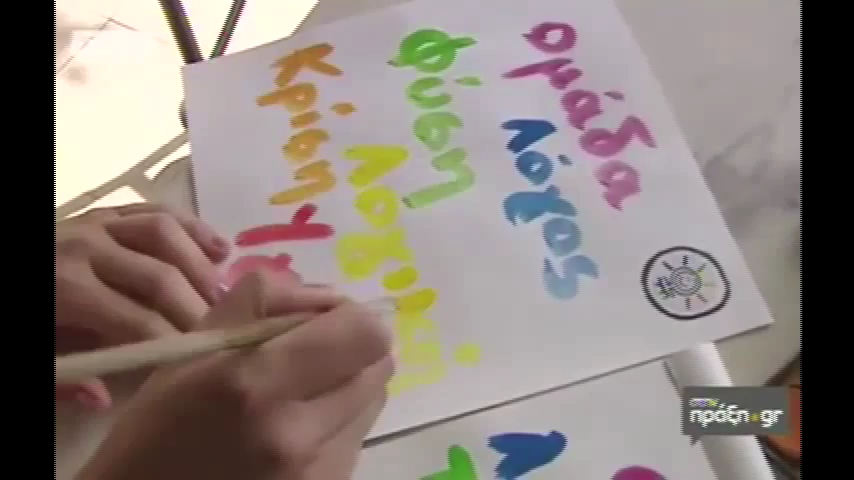 ομάδα
λόγος
φύση
λογική
κρίση
πράξη.gr